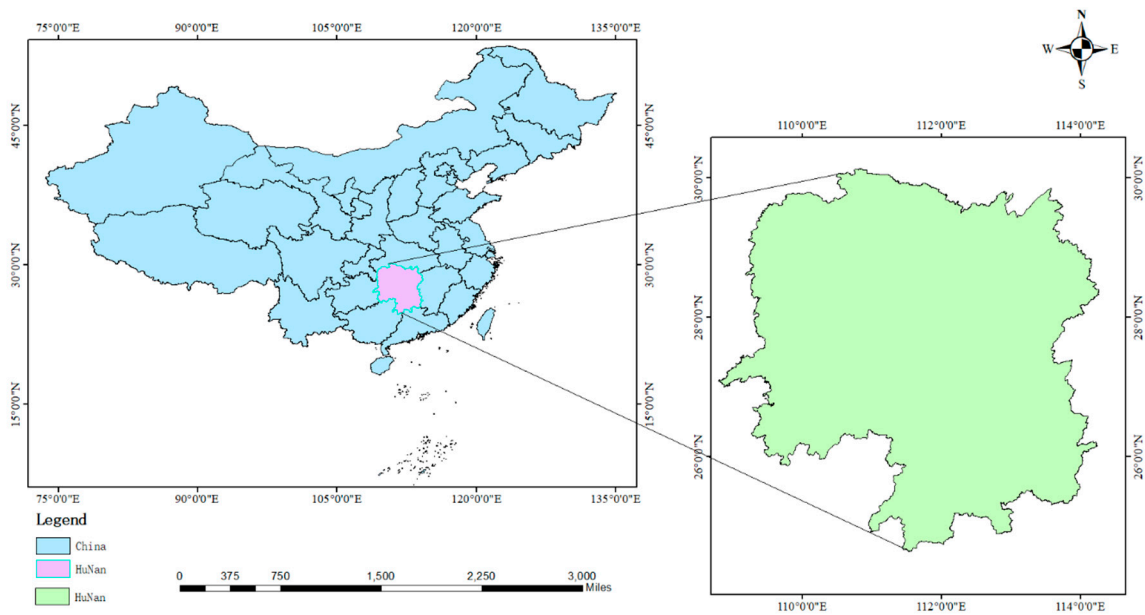 75°0'0"E 90°0'0"E 105°0'0"E 120°0'0"E 135°0'0"E
N
W E
S
45°0'0"N 45°0'0"N
30°0'0"N 30°0'0"N
15°0'0"N 15°0'0"N
75°0'0"E 90°0'0"E 105°0'0"E 120°0'0"E 135°0'0"E
110°0'0"E 112°0'0"E 114°0'0"E
30°0'0"N 30°0'0"N
28°0'0"N 28°0'0"N
26°0'0"N 26°0'0"N
110°0'0"E 112°0'0"E 114°0'0"E
Legend
China
HuNan
HuNan
0 375 750 1,500 2,250 3,000
Miles